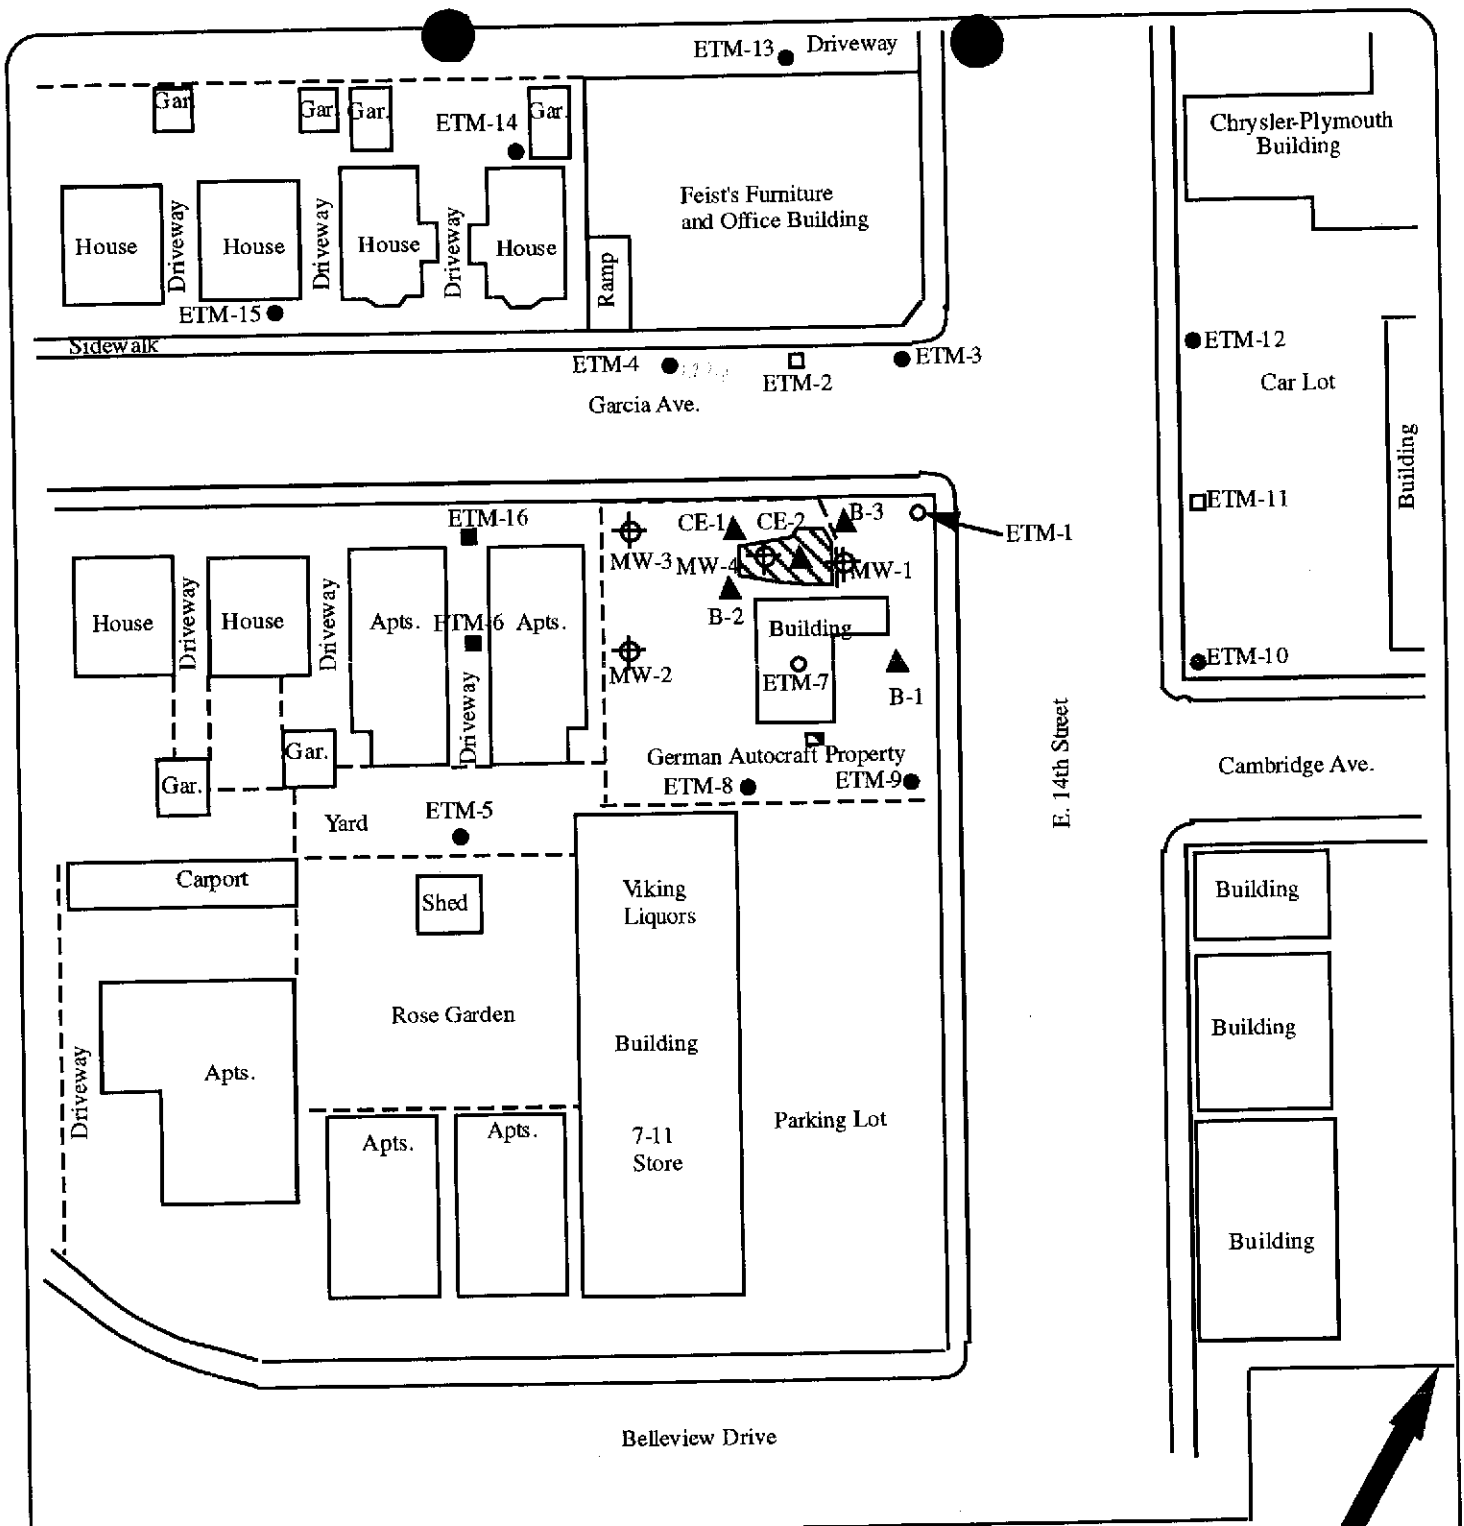 ETM-13
Driveway
Gar.
Gar.
Gar.
ETM-14
Gar.
Chrysler-Plymouth
Building
Feist's Furniture
and Office Building
House
Driveway
House
Driveway
House
Driveway
House
Ramp
ETM-15
Sidewalk
ETM-4
ETM-2
ETM-3
ETM-12
Garcia Ave.
Car Lot
Building
ETM-11
ETM-16
CE-1
CE-2
B-3
ETM-1
MW-3
MW-4
MW-1
House
Driveway
House
Driveway
Apts.
ETM-6
Apts.
B-2
Building
ETM-10
MW-2
ETM-7
B-1
Driveway
Gar.
Gar.
German Autocraft Property
E. 14th Street
Cambridge Ave.
ETM-8
ETM-9
Yard
ETM-5
Carport
Shed
Viking
Liquors
Building
Rose Garden
Building
Building
Driveway
Apts.
Apts.
Apts.
7-11
Store
Parking Lot
Building
Belleview Drive